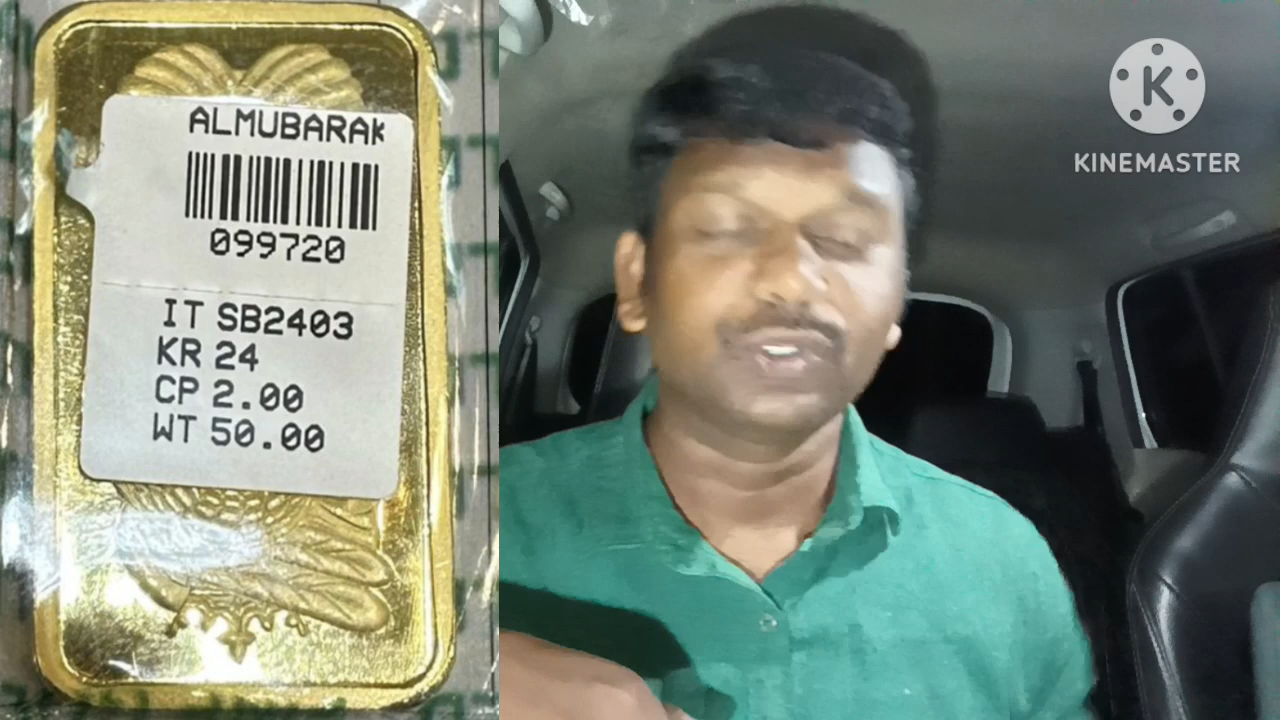 ALMUBARAK
099720
IT SB2403
KR 24
CP 2.00
WT 50.00
K
KINEMASTER